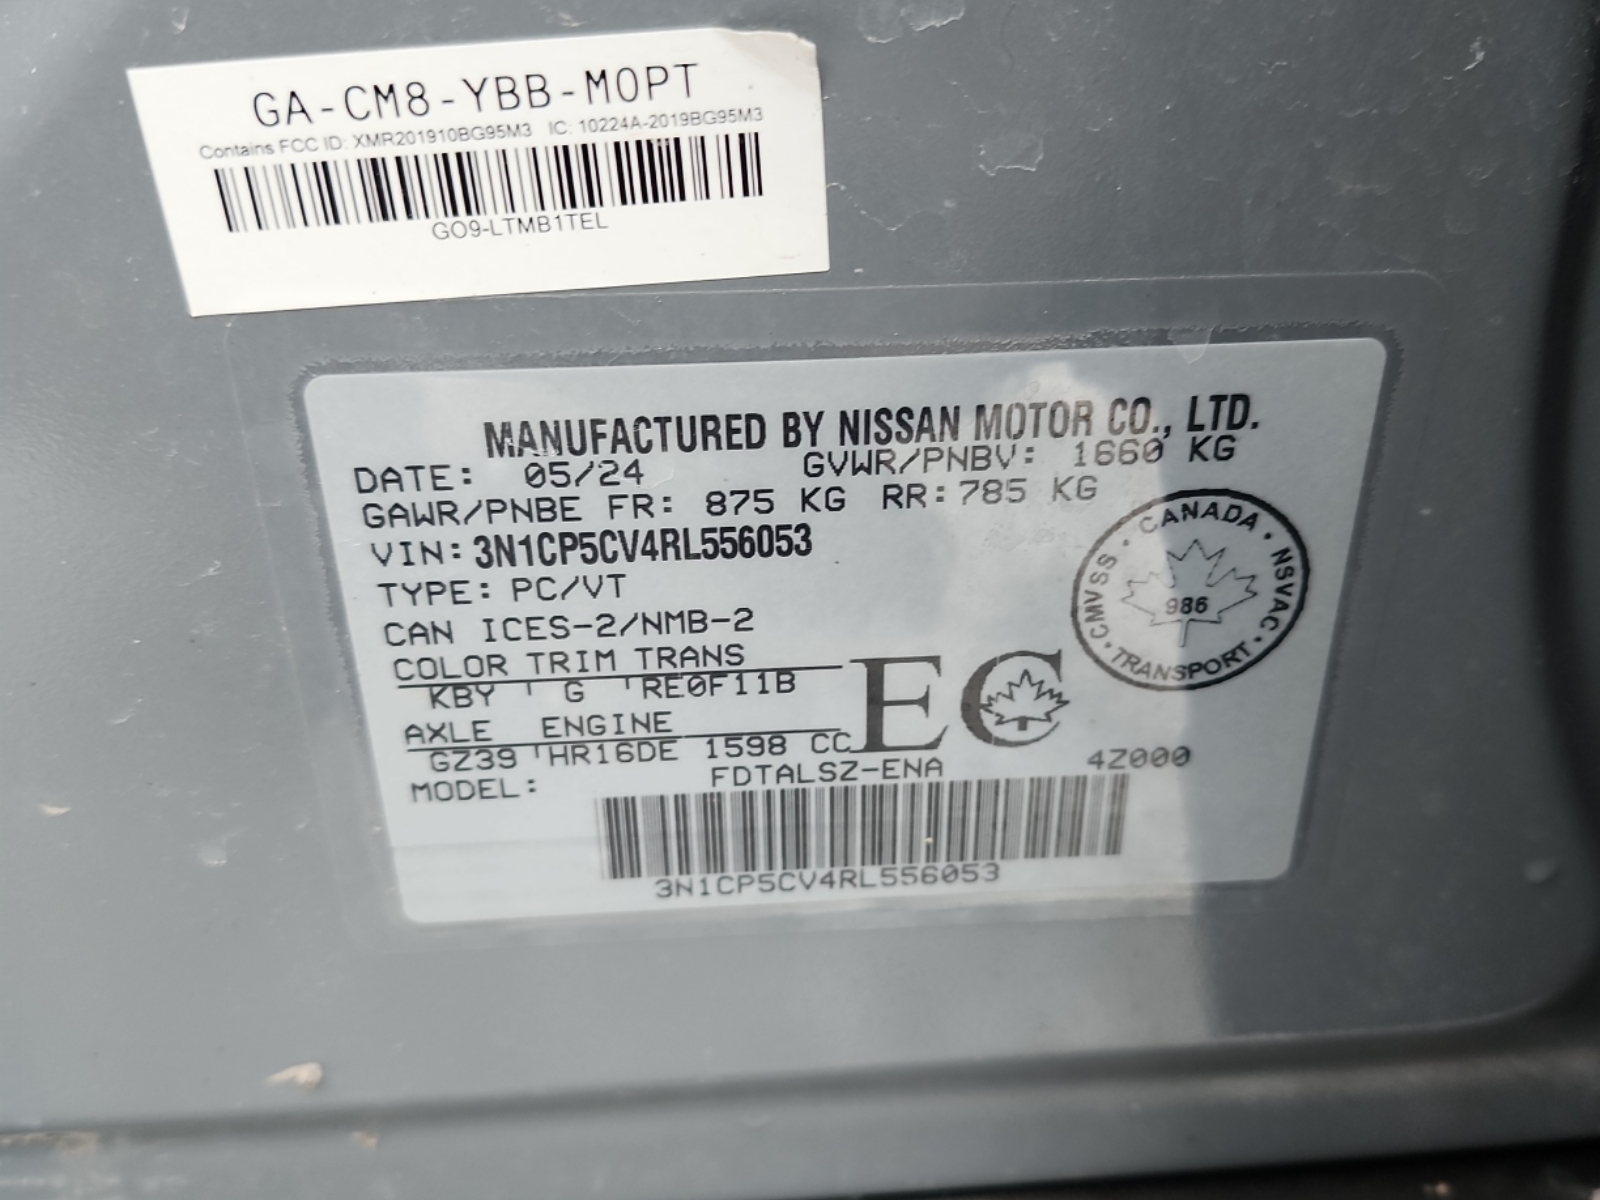 GA-CM8-YBB-M0PT
Contains FCC ID: XMR201910BG95M3 IC: 10224A-2019BG95M3
GO9-LTMB1TEL
MANUFACTURED BY NISSAN MOTOR CO., LTD.
DATE: 05/24 GVWR/PNBV: 1660 KG
GAWR/PNBE FR: 875 KG RR: 785 KG
VIN: 3N1CP5CV4RL556053
TYPE: PC/VT
CAN ICES-2/NMB-2
CANADA · NSVAC · TRANSPORT · CMVSS ·
986
COLOR TRIM TRANS
KBY G RE0F11B
EC
AXLE ENGINE
GZ39 HR16DE 1598 CC
MODEL: FDTALSZ-ENA 4Z000
3N1CP5CV4RL556053